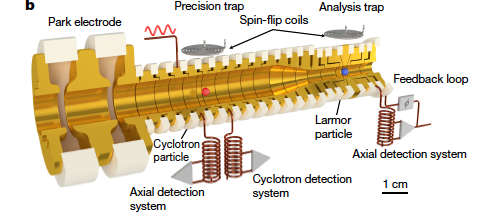 b
Precision trap
Analysis trap
Park electrode
Spin-flip coils
Feedback loop
Cyclotron
particle
Larmor
particle
Axial detection system
Axial detection
system
Cyclotron detection
system
1 cm